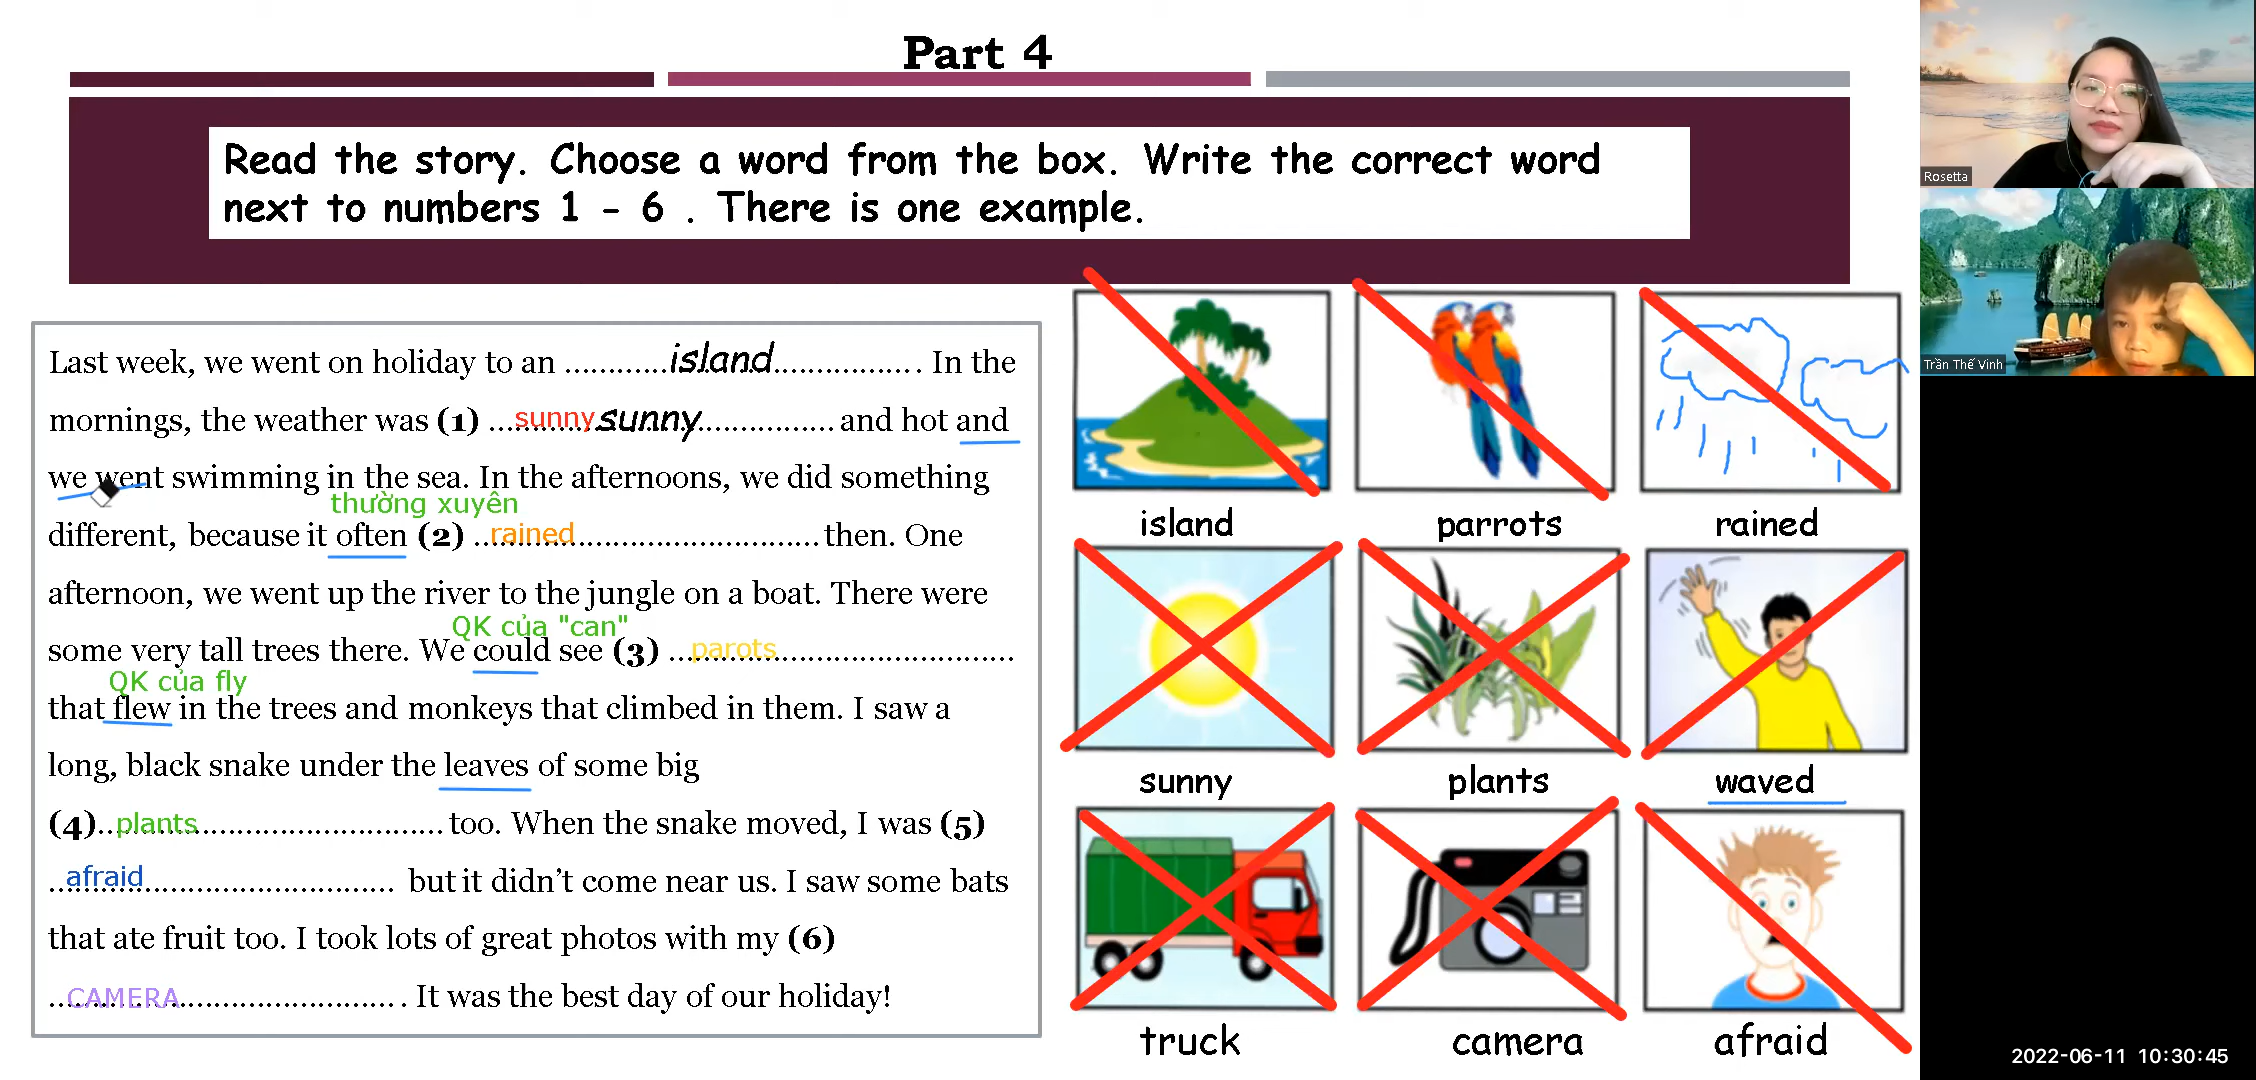 Part 4
Read the story. Choose a word from the box. Write the correct word
next to numbers 1 - 6 . There is one example.
Last week, we went on holiday to an ............island................ . In the
mornings, the weather was (1) ...sunny sunny................ and hot and
we went swimming in the sea. In the afternoons, we did something
thường xuyên
different, because it often (2) ..rained............................ then. One
afternoon, we went up the river to the jungle on a boat. There were
QK của "can"
some very tall trees there. We could see (3) ...parots............................
QK của fly
that flew in the trees and monkeys that climbed in them. I saw a
long, black snake under the leaves of some big
(4)..plants............................ too. When the snake moved, I was (5)
..afraid............................ but it didn't come near us. I saw some bats
that ate fruit too. I took lots of great photos with my (6)
..CAMERA............................ . It was the best day of our holiday!
island
parrots
rained
sunny
plants
waved
truck
camera
afraid
Rosetta
Trần Thế Vinh
2022-06-11 10:30:45